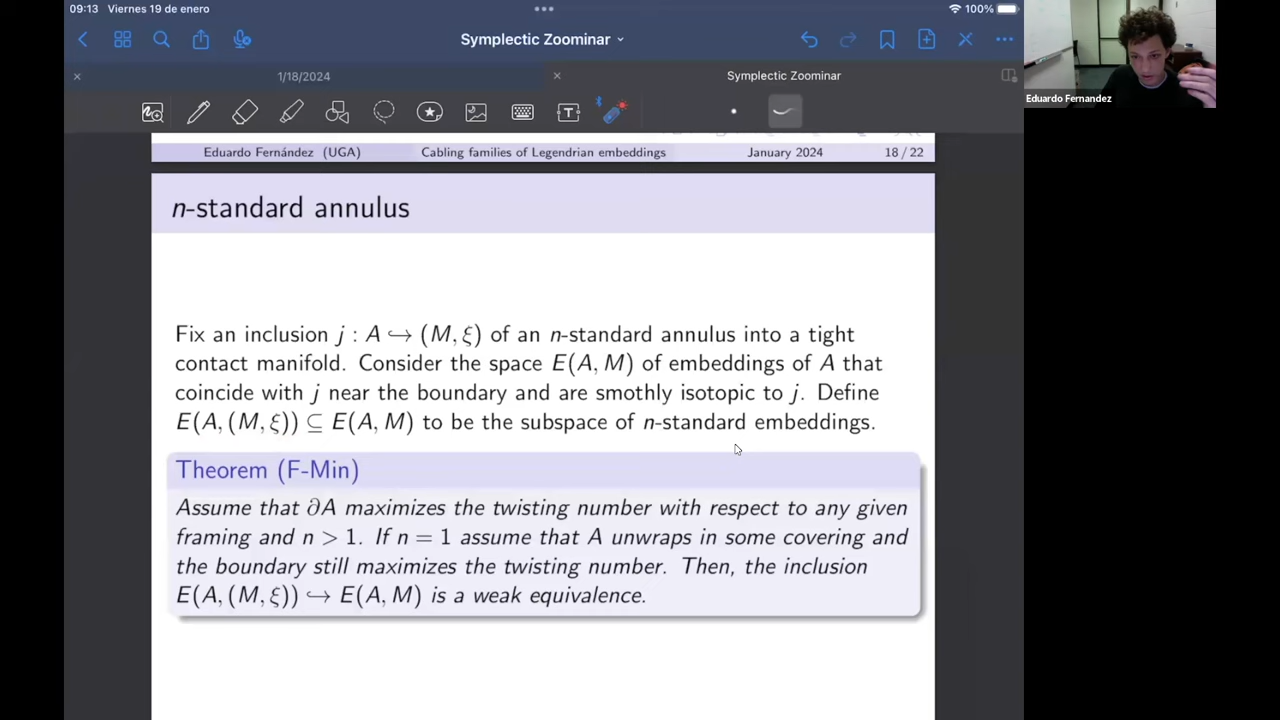 09:13 Viernes 19 de enero
100%
Symplectic Zoominar
1/18/2024
Symplectic Zoominar
Eduardo Fernandez
Eduardo Fernández (UGA) Cabling families of Legendrian embeddings January 2024 18 / 22
n-standard annulus
Fix an inclusion j : A ↪ (M, ξ) of an n-standard annulus into a tight
contact manifold. Consider the space E(A, M) of embeddings of A that
coincide with j near the boundary and are smothly isotopic to j. Define
E(A, (M, ξ)) ⊆ E(A, M) to be the subspace of n-standard embeddings.
Theorem (F-Min)
Assume that ∂A maximizes the twisting number with respect to any given
framing and n > 1. If n = 1 assume that A unwraps in some covering and
the boundary still maximizes the twisting number. Then, the inclusion
E(A, (M, ξ)) ↪ E(A, M) is a weak equivalence.